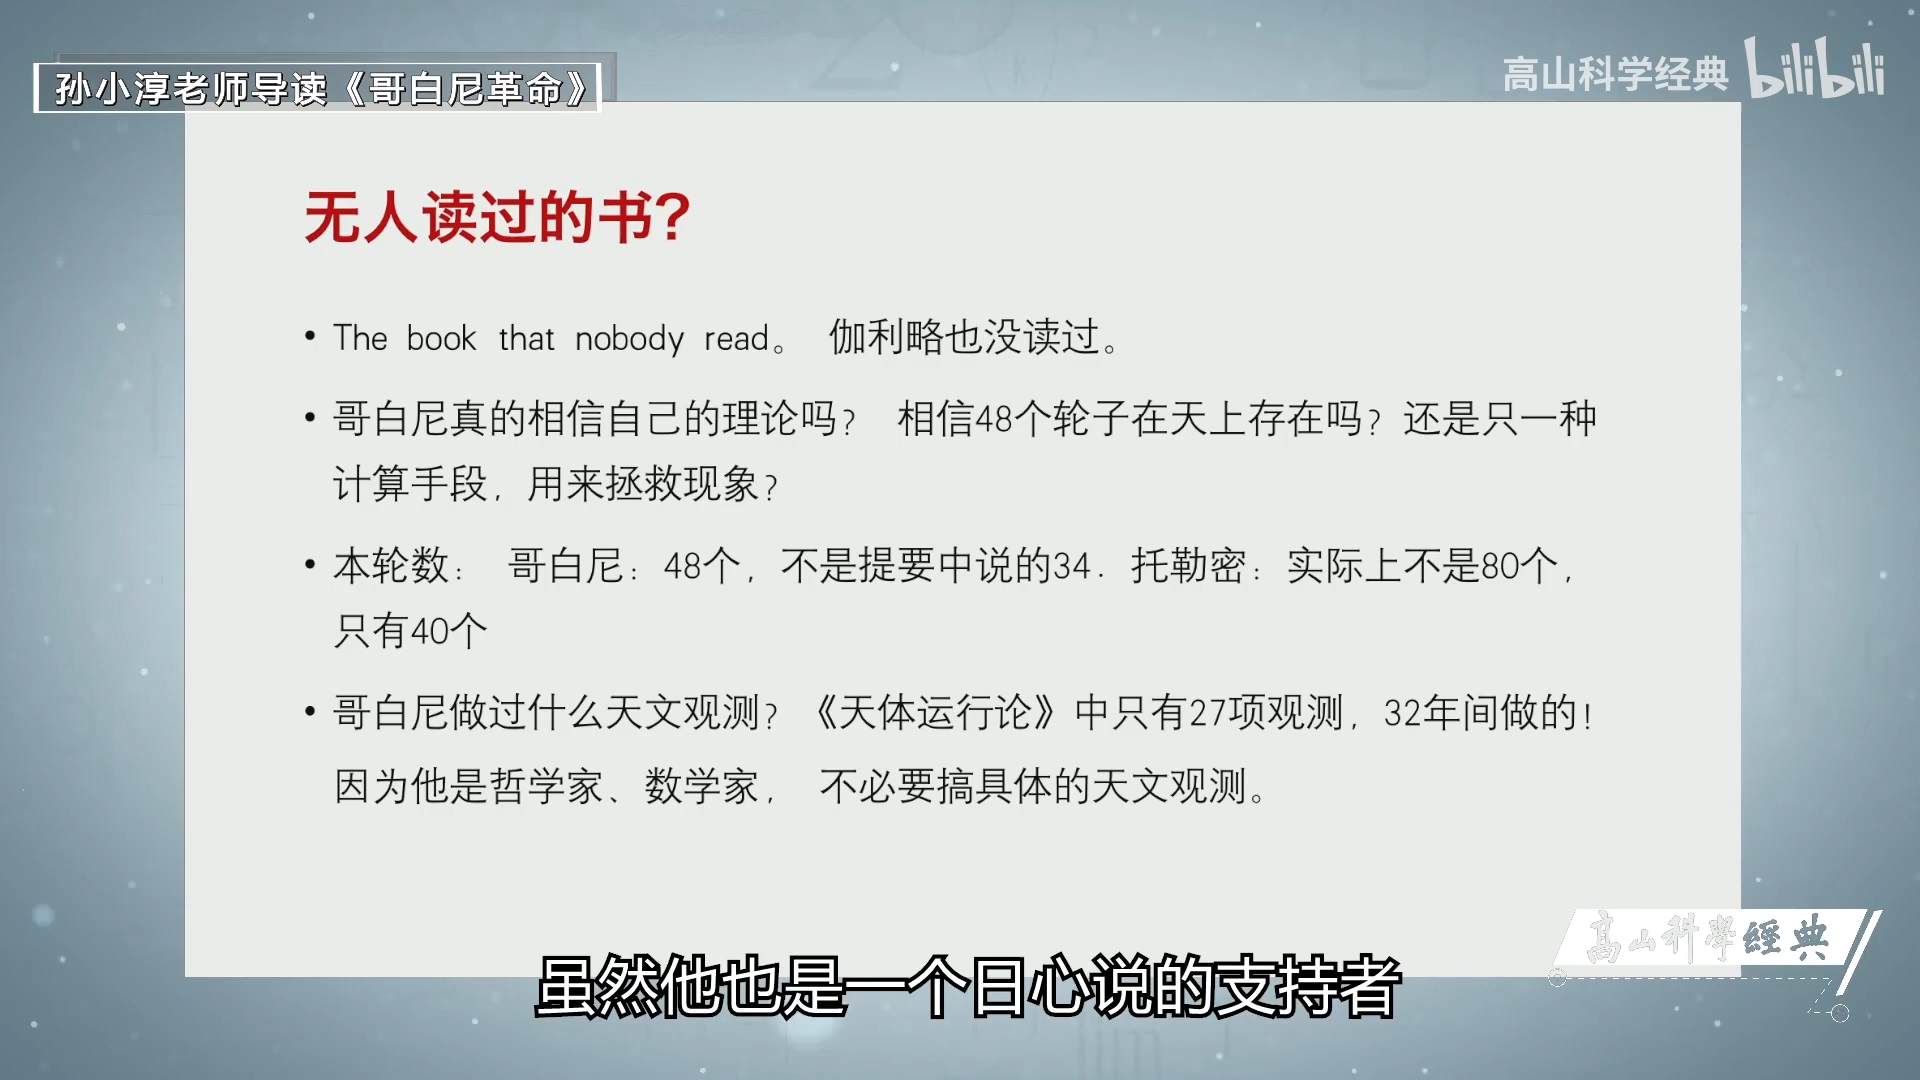 孙小淳老师导读《哥白尼革命》
高山科学经典 bilibili
无人读过的书?
• The book that nobody read。 伽利略也没读过。
• 哥白尼真的相信自己的理论吗? 相信48个轮子在天上存在吗? 还是只一种
计算手段, 用来拯救现象?
• 本轮数: 哥白尼: 48个, 不是提要中说的34. 托勒密: 实际上不是80个,
只有40个
• 哥白尼做过什么天文观测? 《天体运行论》中只有27项观测, 32年间做的!
因为他是哲学家、数学家, 不必要搞具体的天文观测。
高山科學經典
虽然他也是一个日心说的支持者